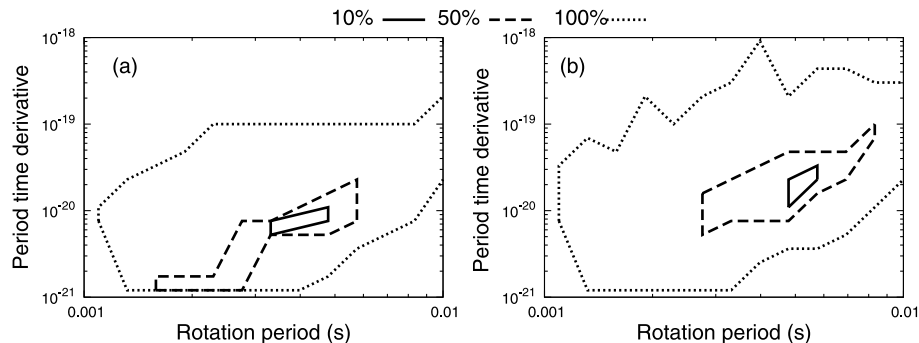 10% 50% 100%
(a)
Period time derivative
10⁻¹⁸
10⁻¹⁹
10⁻²⁰
10⁻²¹
0.001
0.01
Rotation period (s)
(b)
Period time derivative
10⁻¹⁸
10⁻¹⁹
10⁻²⁰
10⁻²¹
0.001
0.01
Rotation period (s)